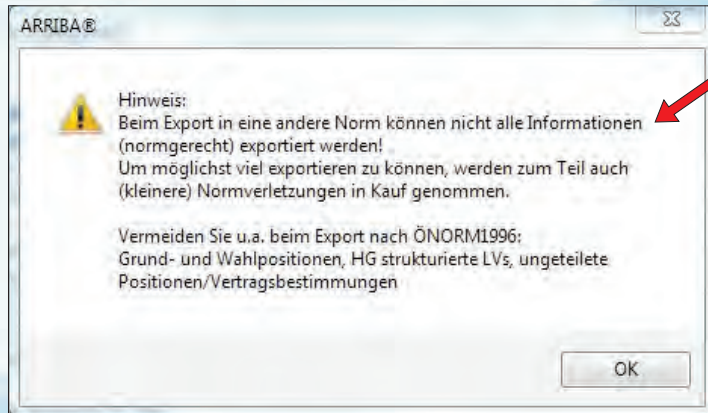 ARRIBA®
Hinweis:
Beim Export in eine andere Norm können nicht alle Informationen
(normgerecht) exportiert werden!
Um möglichst viel exportieren zu können, werden zum Teil auch
(kleinere) Normverletzungen in Kauf genommen.
Vermeiden Sie u.a. beim Export nach ÖNORM1996:
Grund- und Wahlpositionen, HG strukturierte LVs, ungeteilete
Positionen/Vertragsbestimmungen
OK